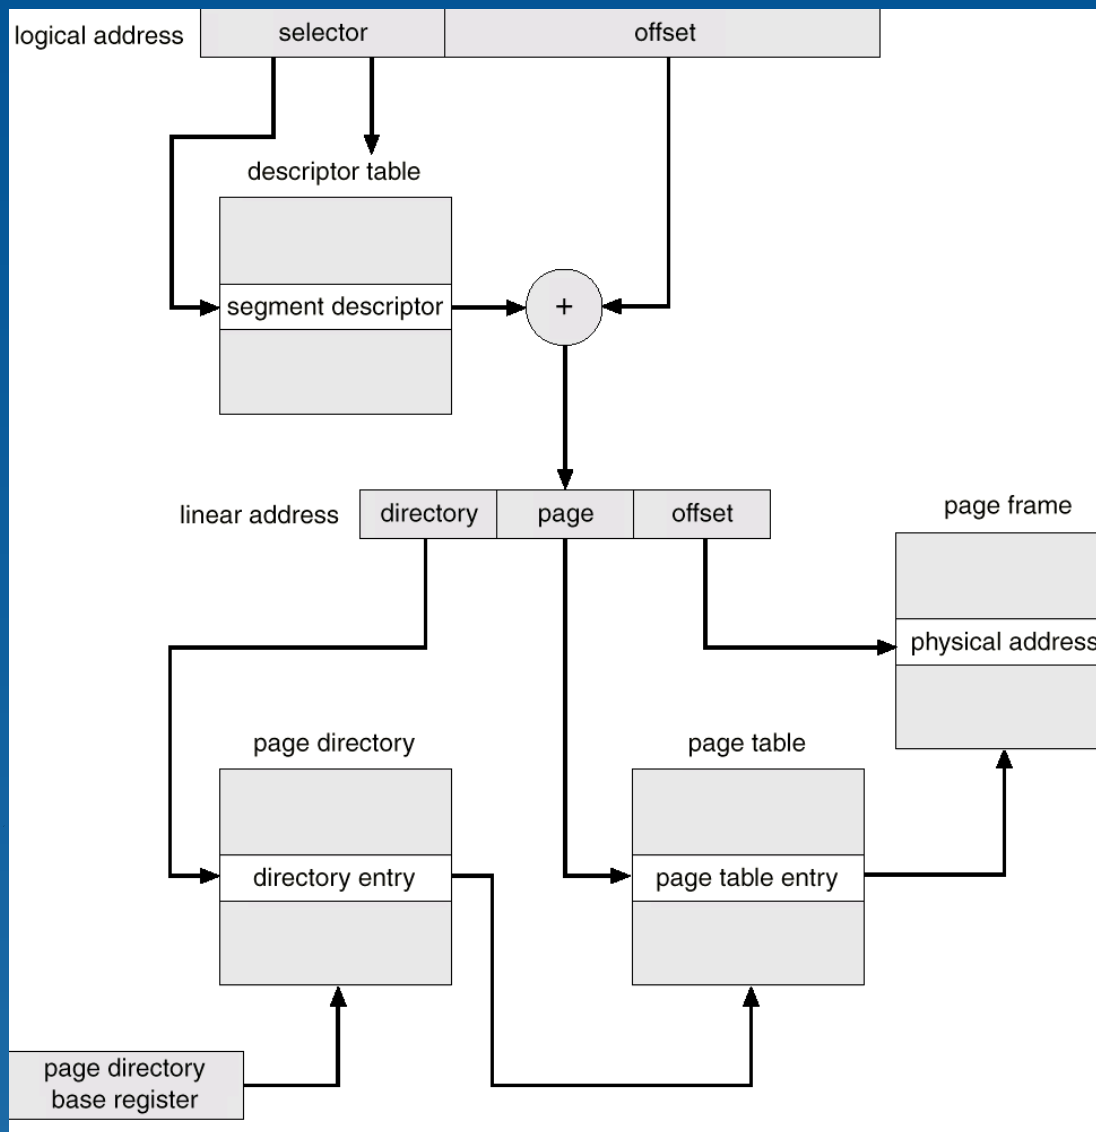 logical address
selector
offset
descriptor table
segment descriptor
+
linear address
directory
page
offset
page frame
physical address
page directory
page table
directory entry
page table entry
page directory
base register